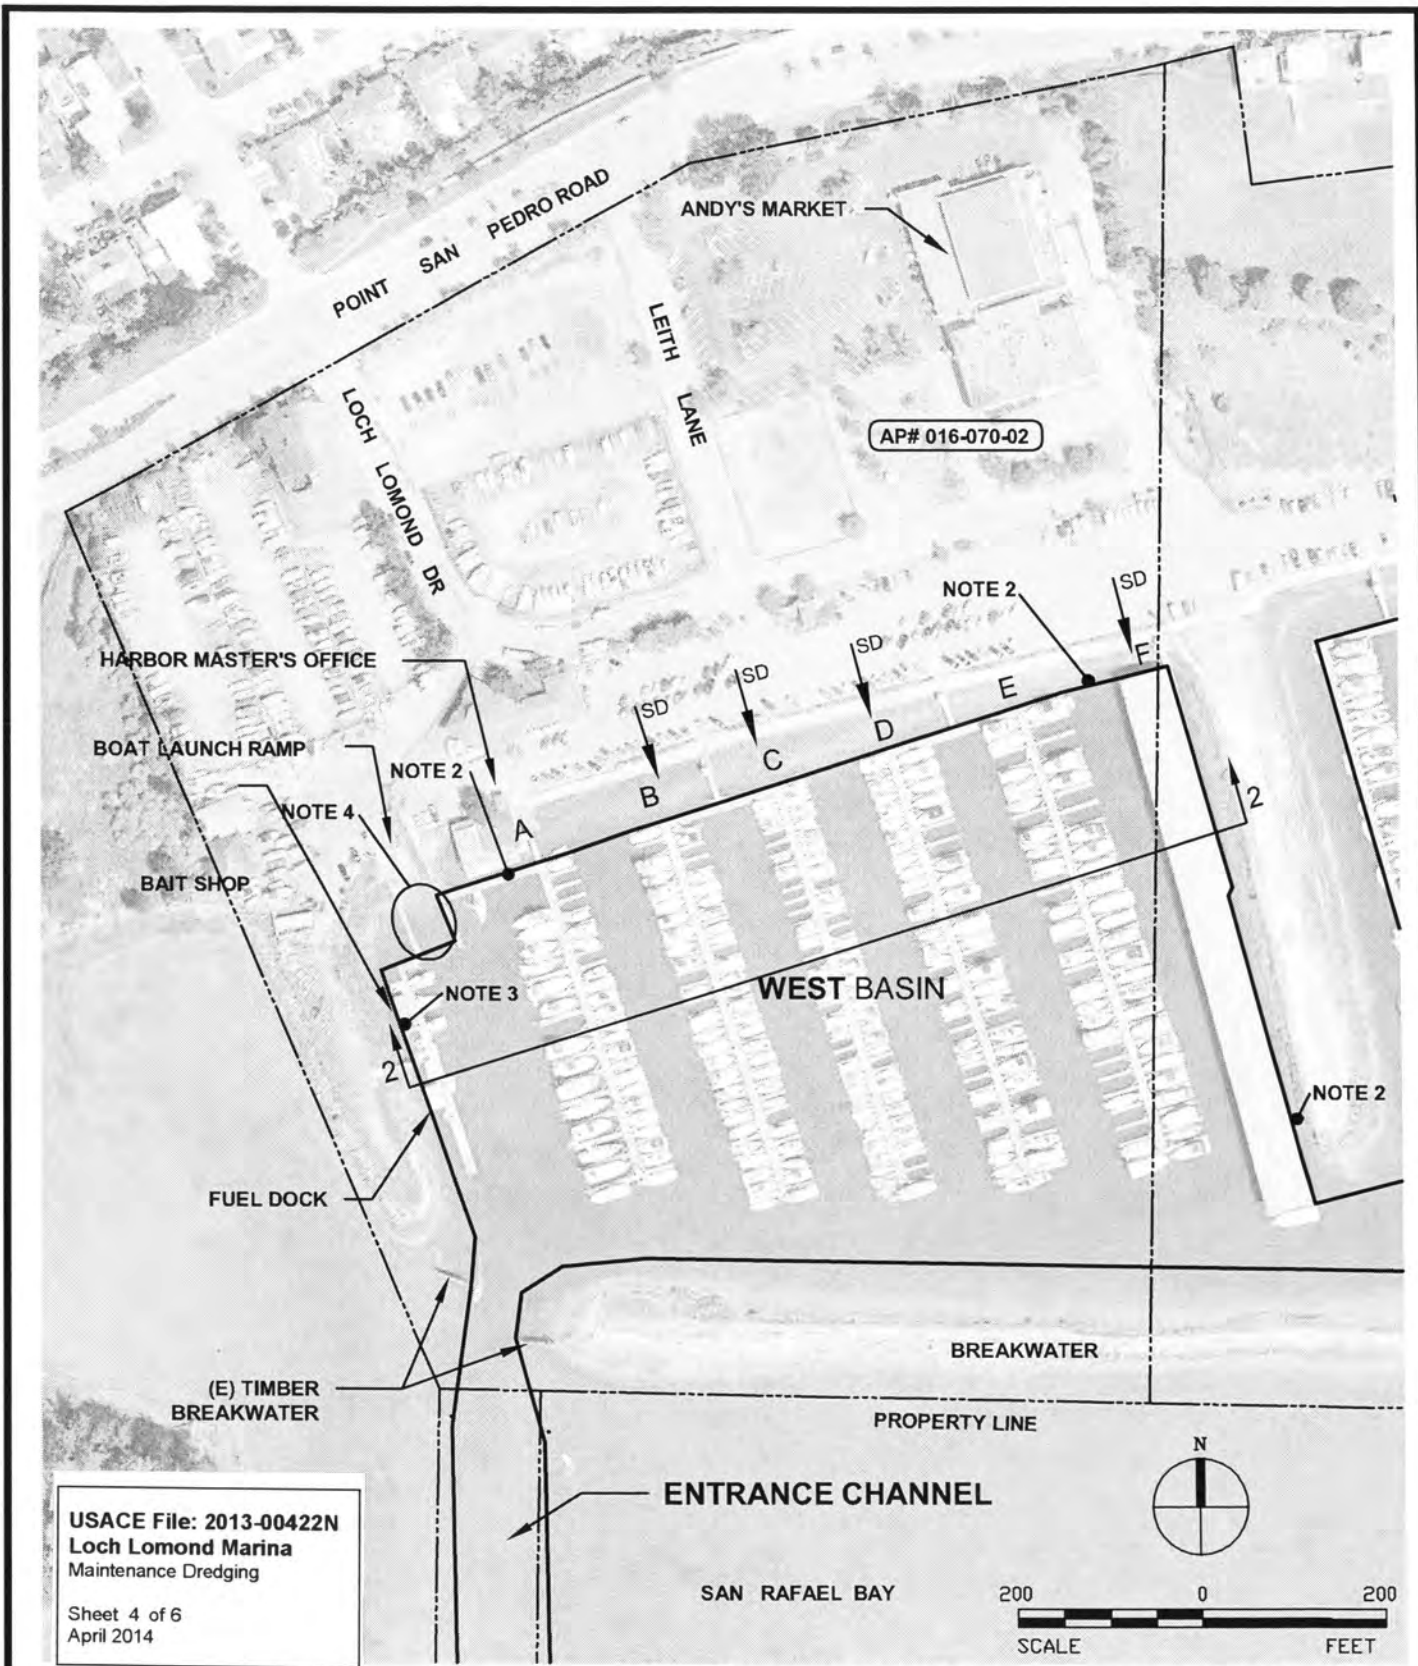 ANDY'S MARKET
POINT SAN PEDRO ROAD
LEITH LANE
LOCH LOMOND DR
AP# 016-070-02
NOTE 2
SD
SD
SD
SD
HARBOR MASTER'S OFFICE
BOAT LAUNCH RAMP
NOTE 2
NOTE 4
BAIT SHOP
A
B
C
D
E
F
2
WEST BASIN
NOTE 3
2
NOTE 2
FUEL DOCK
BREAKWATER
(E) TIMBER
BREAKWATER
PROPERTY LINE
N
ENTRANCE CHANNEL
USACE File: 2013-00422N
Loch Lomond Marina
Maintenance Dredging
Sheet 4 of 6
April 2014
SAN RAFAEL BAY
200 0 200
SCALE FEET